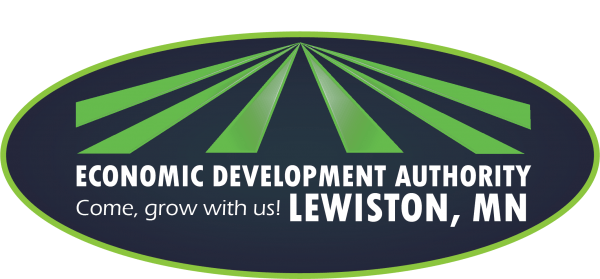 ECONOMIC DEVELOPMENT AUTHORITY
Come, grow with us! LEWISTON, MN